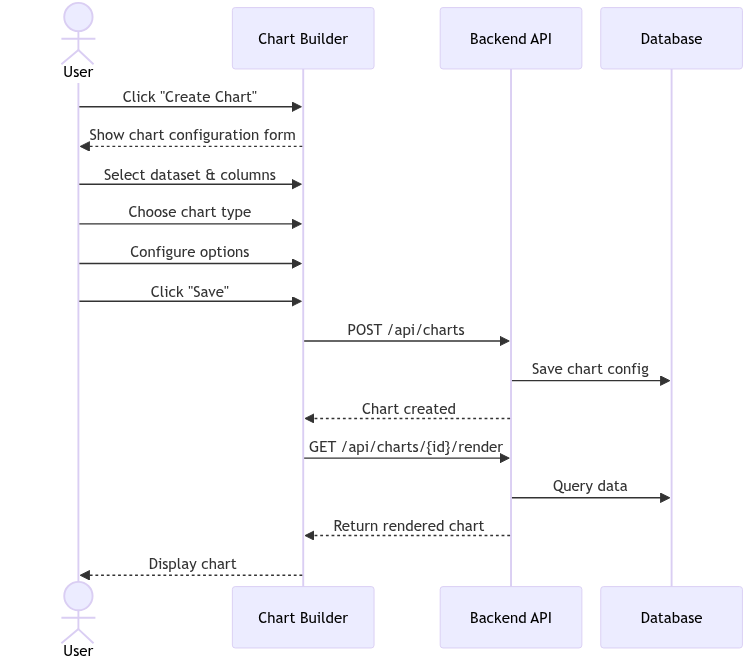 User
Chart Builder
Backend API
Database
Click "Create Chart"
Show chart configuration form
Select dataset & columns
Choose chart type
Configure options
Click "Save"
POST /api/charts
Save chart config
Chart created
GET /api/charts/{id}/render
Query data
Return rendered chart
Display chart
User
Chart Builder
Backend API
Database